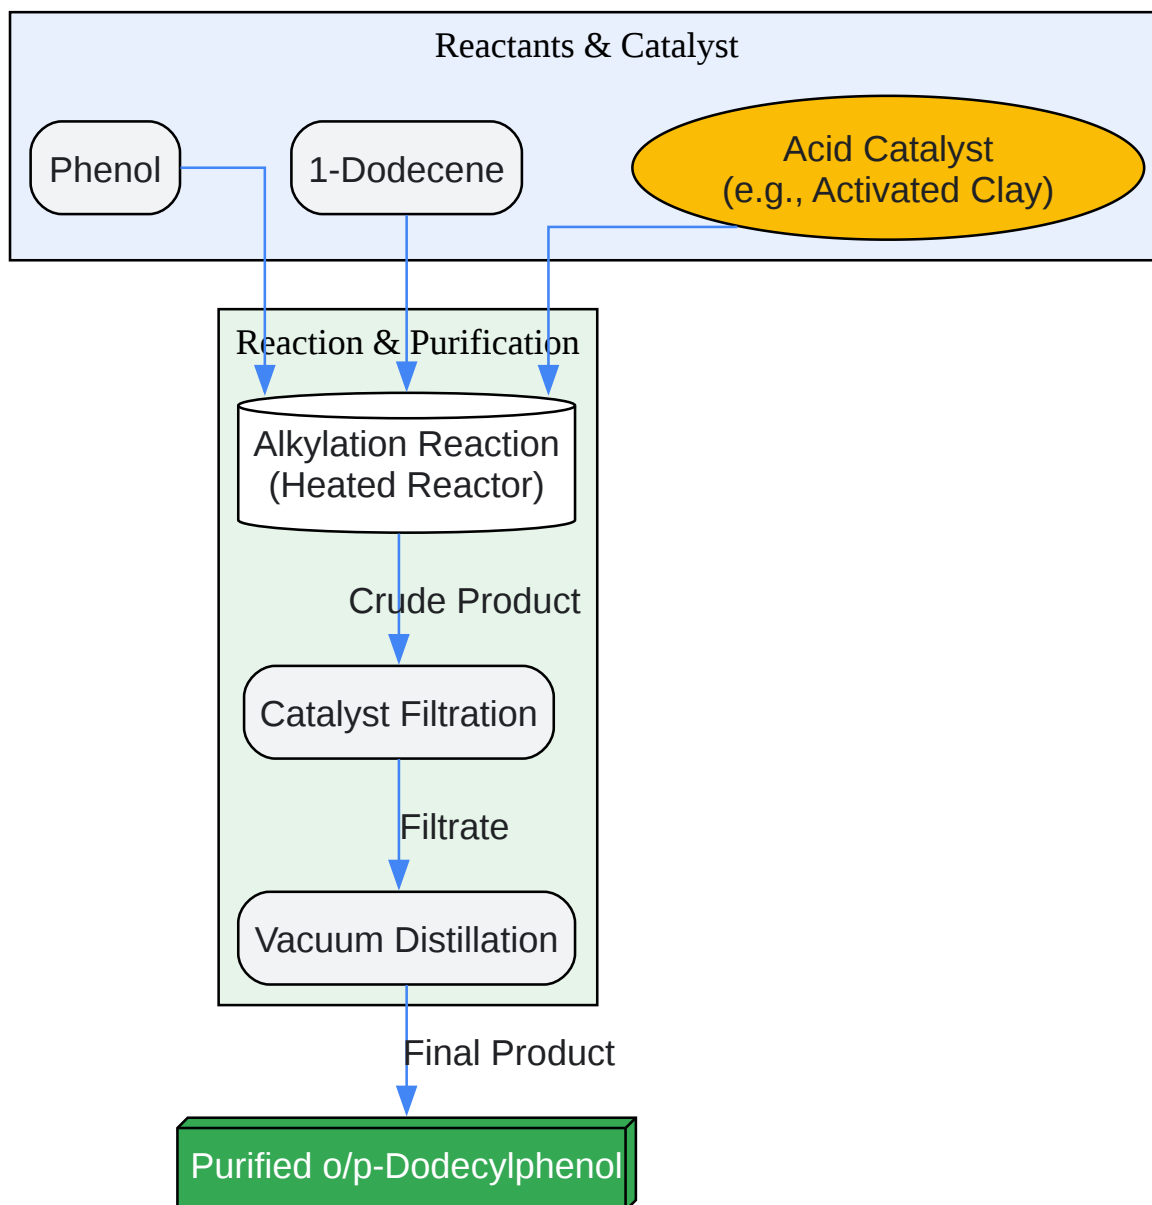 Reactants & Catalyst
Phenol
1-Dodecene
Acid Catalyst
(e.g., Activated Clay)
Reaction & Purification
Alkylation Reaction
(Heated Reactor)
Crude Product
Catalyst Filtration
Filtrate
Vacuum Distillation
Final Product
Purified o/p-Dodecylphenol